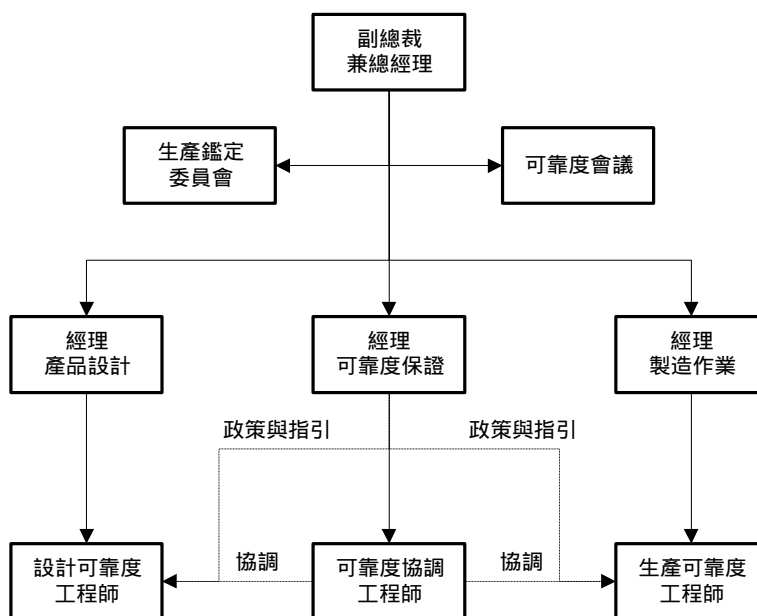 副總裁
兼總經理
生產鑑定
委員會
可靠度會議
經理
產品設計
經理
可靠度保證
經理
製造作業
政策與指引
政策與指引
設計可靠度
工程師
協調
可靠度協調
工程師
協調
生產可靠度
工程師